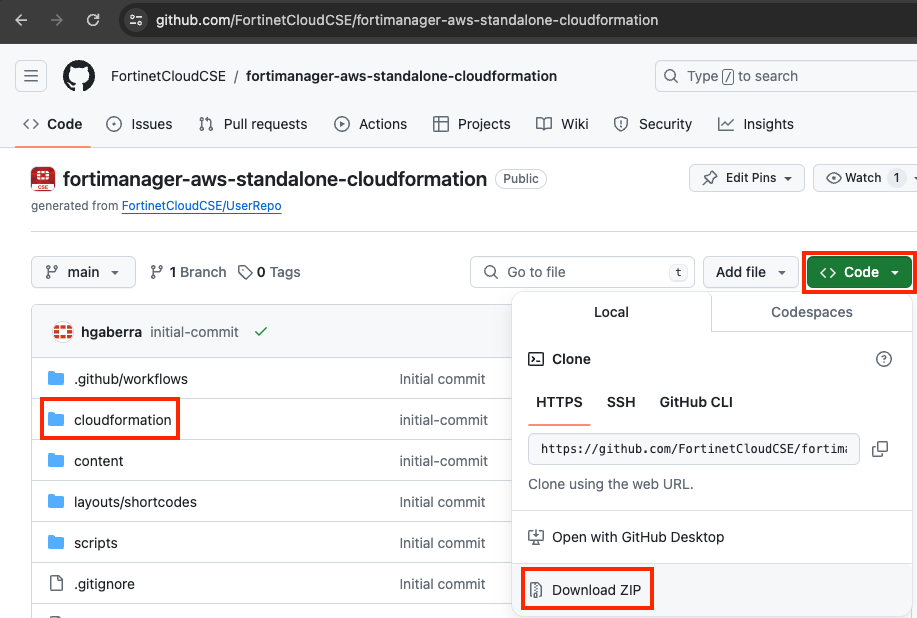 github.com/FortinetCloudCSE/fortimanager-aws-standalone-cloudformation
FortinetCloudCSE / fortimanager-aws-standalone-cloudformation
Type / to search
Code Issues Pull requests Actions Projects Wiki Security Insights
CSE
fortimanager-aws-standalone-cloudformation Public
Edit Pins Watch 1
generated from FortinetCloudCSE/UserRepo
main 1 Branch 0 Tags Go to file t Add file <> Code
Local Codespaces
hgaberra initial-commit
Clone
.github/workflows Initial commit
HTTPS SSH GitHub CLI
cloudformation initial-commit
https://github.com/FortinetCloudCSE/fortima
content initial-commit
Clone using the web URL.
layouts/shortcodes Initial commit
scripts Initial commit
Open with GitHub Desktop
.gitignore Initial commit
Download ZIP